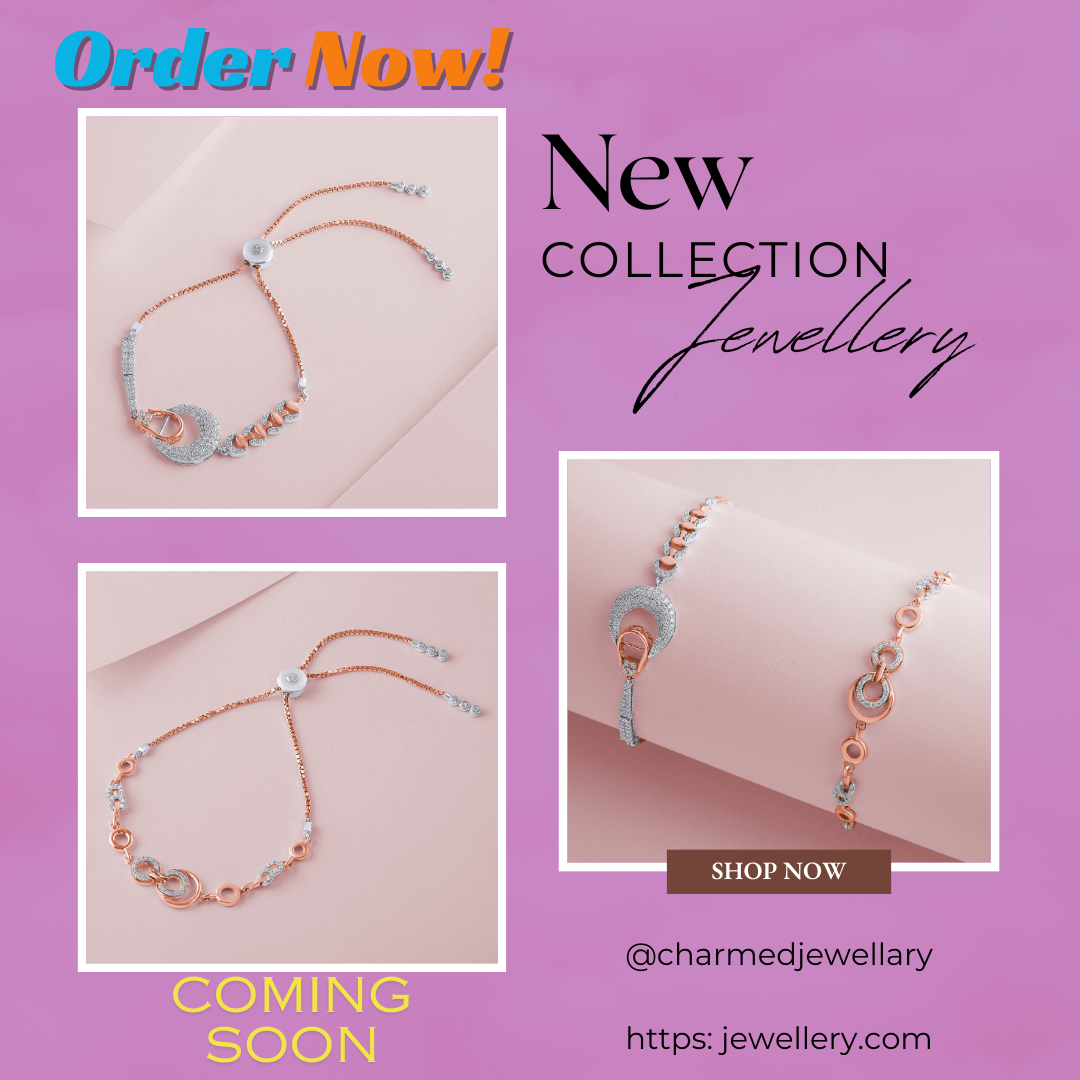 Order Now!
New
COLLECTION
Jewellery
SHOP NOW
@charmedjewellary
https: jewellery.com
COMING
SOON